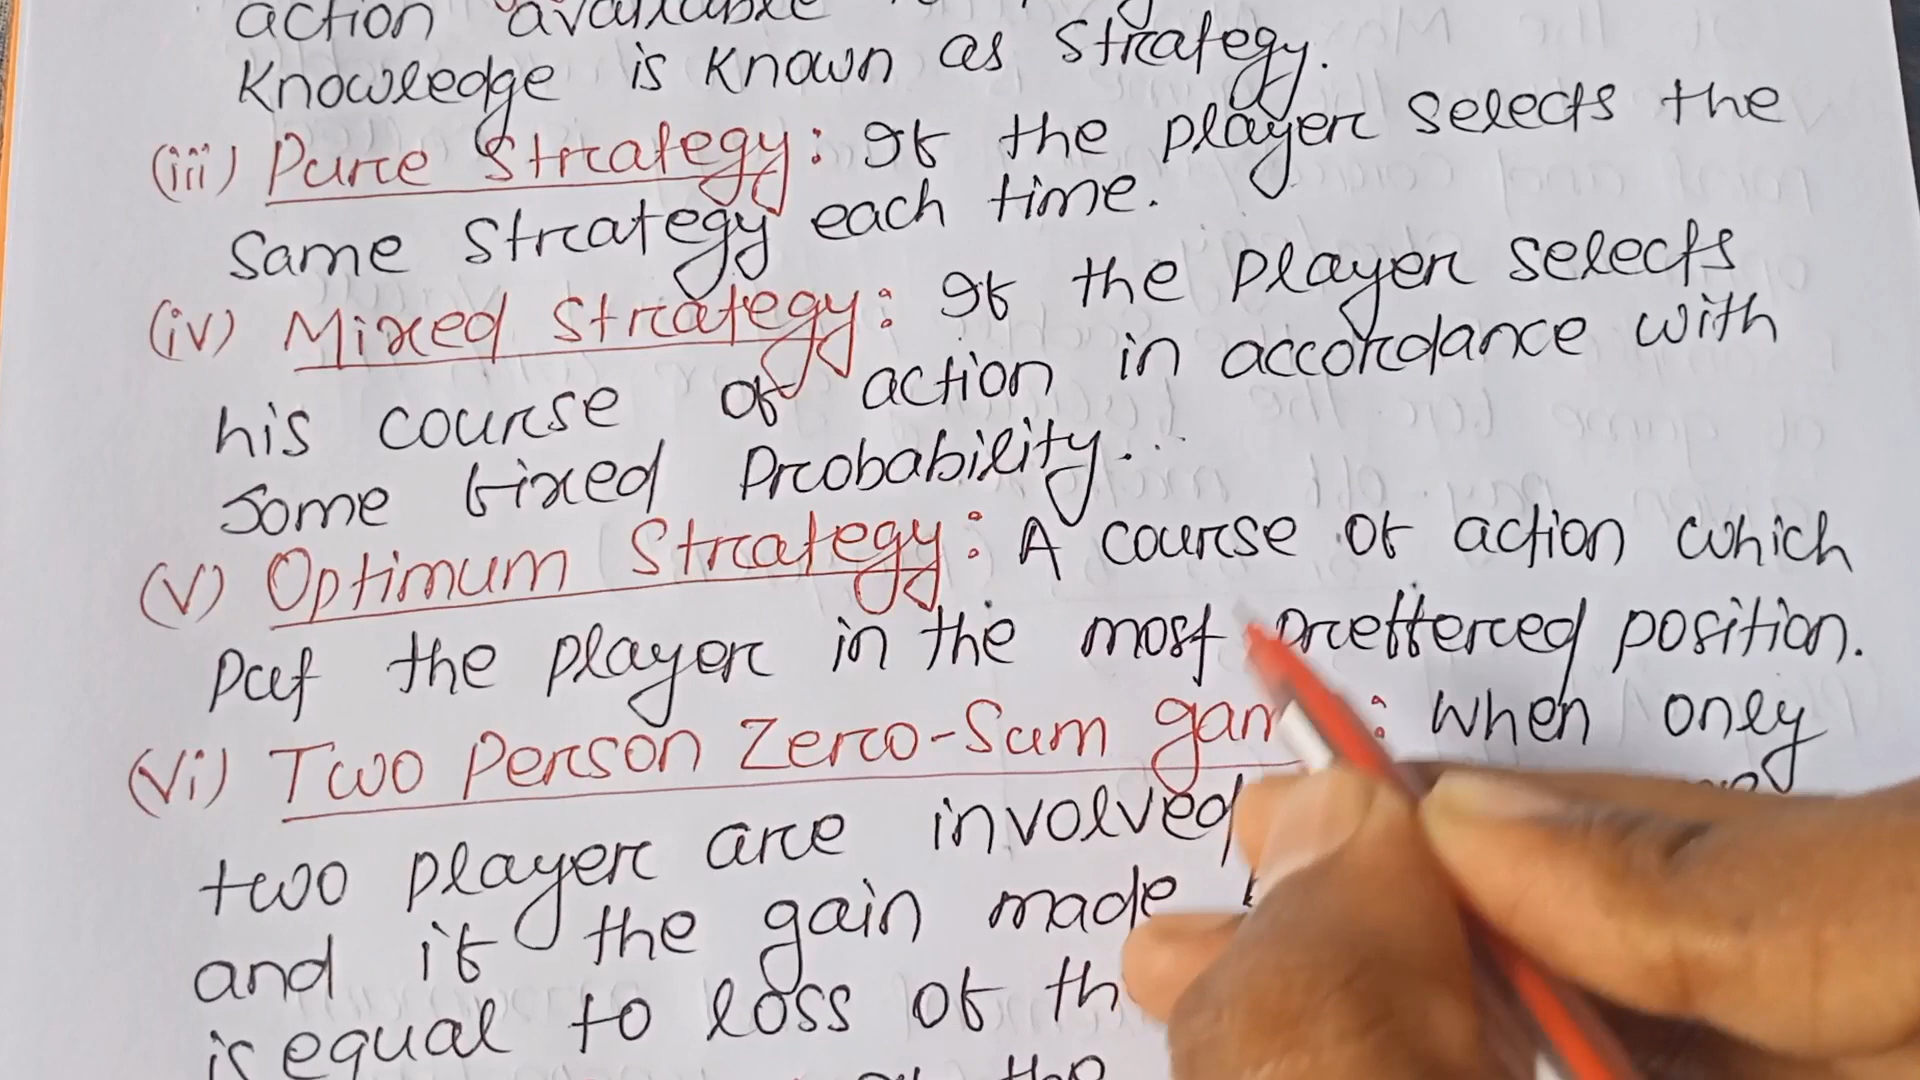 action available
Knowledge is known as strategy.
(iii) Pure Strategy: If the player selects the
same strategy each time.
(iv) Mixed Strategy: If the player selects
his course of action in accordance with
some fixed probability.
(v) Optimum Strategy: A course of action which
put the player in the most preffered position.
(vi) Two Person Zero-Sum game: When only
two player are involved
and if the gain made
is equal to loss of
the